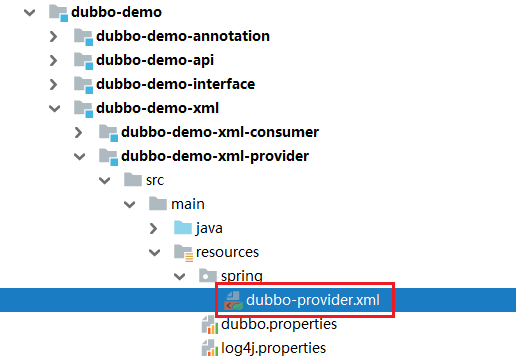 dubbo-demo
dubbo-demo-annotation
dubbo-demo-api
dubbo-demo-interface
dubbo-demo-xml
dubbo-demo-xml-consumer
dubbo-demo-xml-provider
src
main
java
resources
spring
dubbo-provider.xml
dubbo.properties
log4j.properties